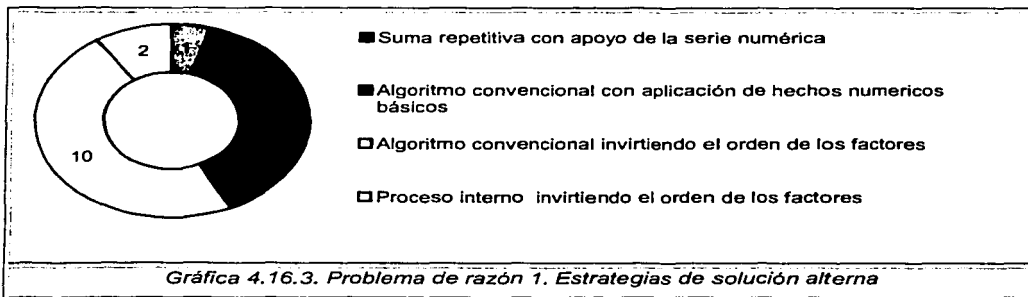 2
1
10
Suma repetitiva con apoyo de la serie numérica
Algoritmo convencional con aplicación de hechos numericos
básicos
Algoritmo convencional invirtiendo el orden de los factores
Proceso interno invirtiendo el orden de los factores
Gráfica 4.16.3. Problema de razón 1. Estrategias de solución alterna